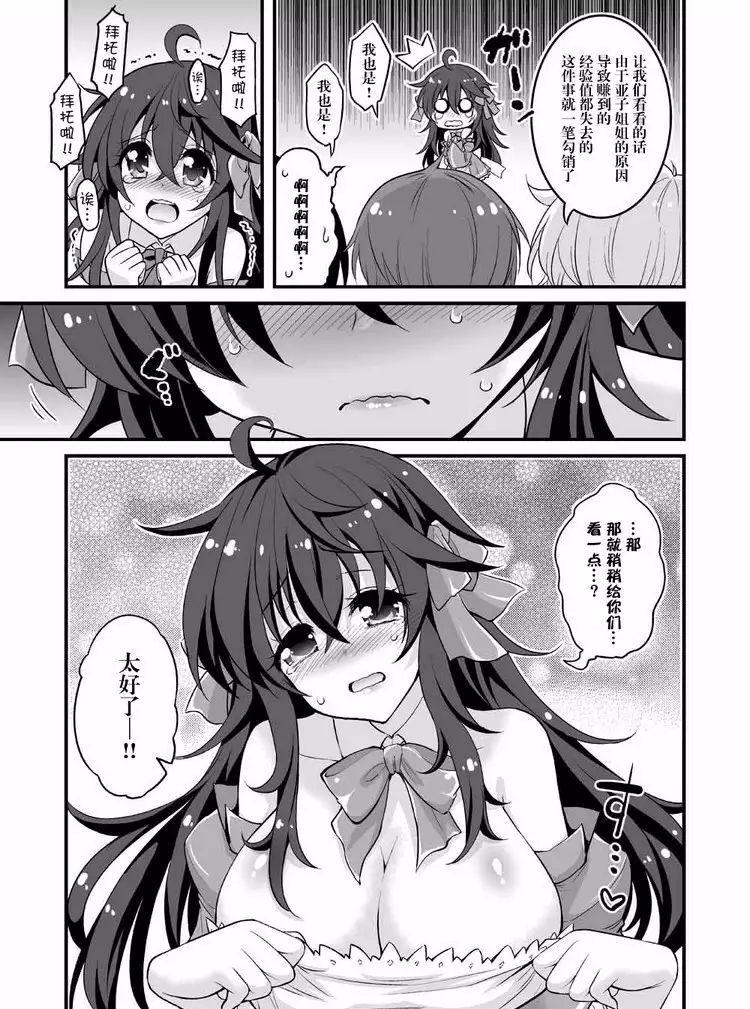 让我们看看的话
由于亚子姐姐的原因
导致赚到的
经验值都失去的
这件事就一笔勾销了
我也是！
我也是！
啊啊啊啊啊…
拜托啦!!
拜托啦!!
拜托啦!!
诶…
诶…
…那
那就稍稍给你们…
看一点…？
太好了—!!
す…